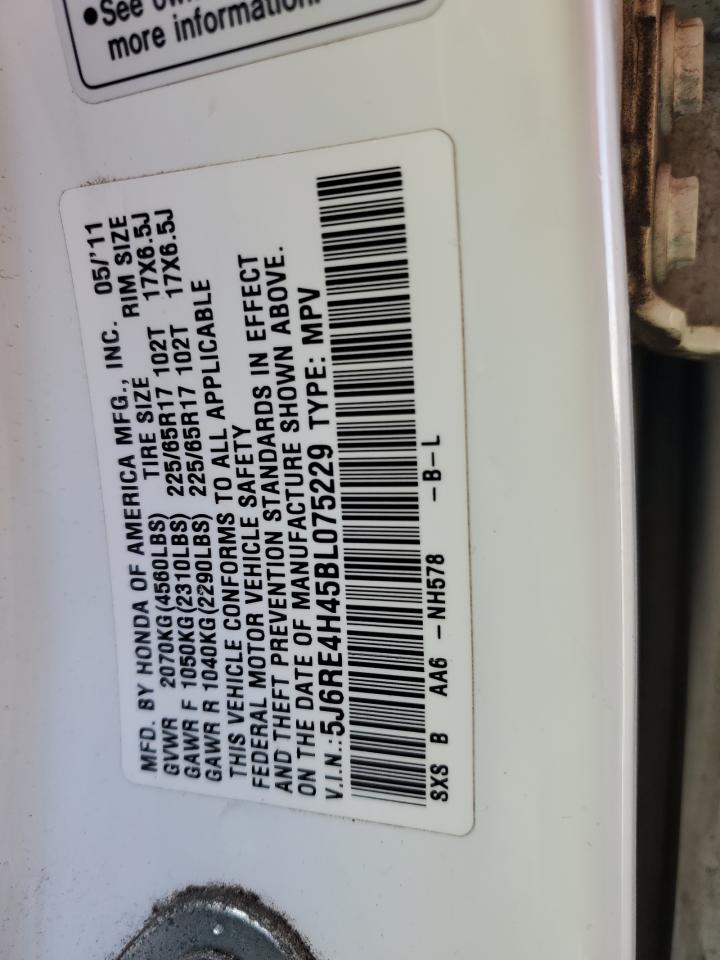 •See own
more information.
MFD. BY HONDA OF AMERICA MFG., INC. 05/'11
GVWR 2070KG(4560LBS) TIRE SIZE RIM SIZE
GAWR F 1050KG(2310LBS) 225/65R17 102T 17X6.5J
GAWR R 1040KG(2290LBS) 225/65R17 102T 17X6.5J
THIS VEHICLE CONFORMS TO ALL APPLICABLE
FEDERAL MOTOR VEHICLE SAFETY
AND THEFT PREVENTION STANDARDS IN EFFECT
ON THE DATE OF MANUFACTURE SHOWN ABOVE.
V.I.N.:5J6RE4H45BL075229 TYPE: MPV
SXS B AA6 -NH578 -B-L